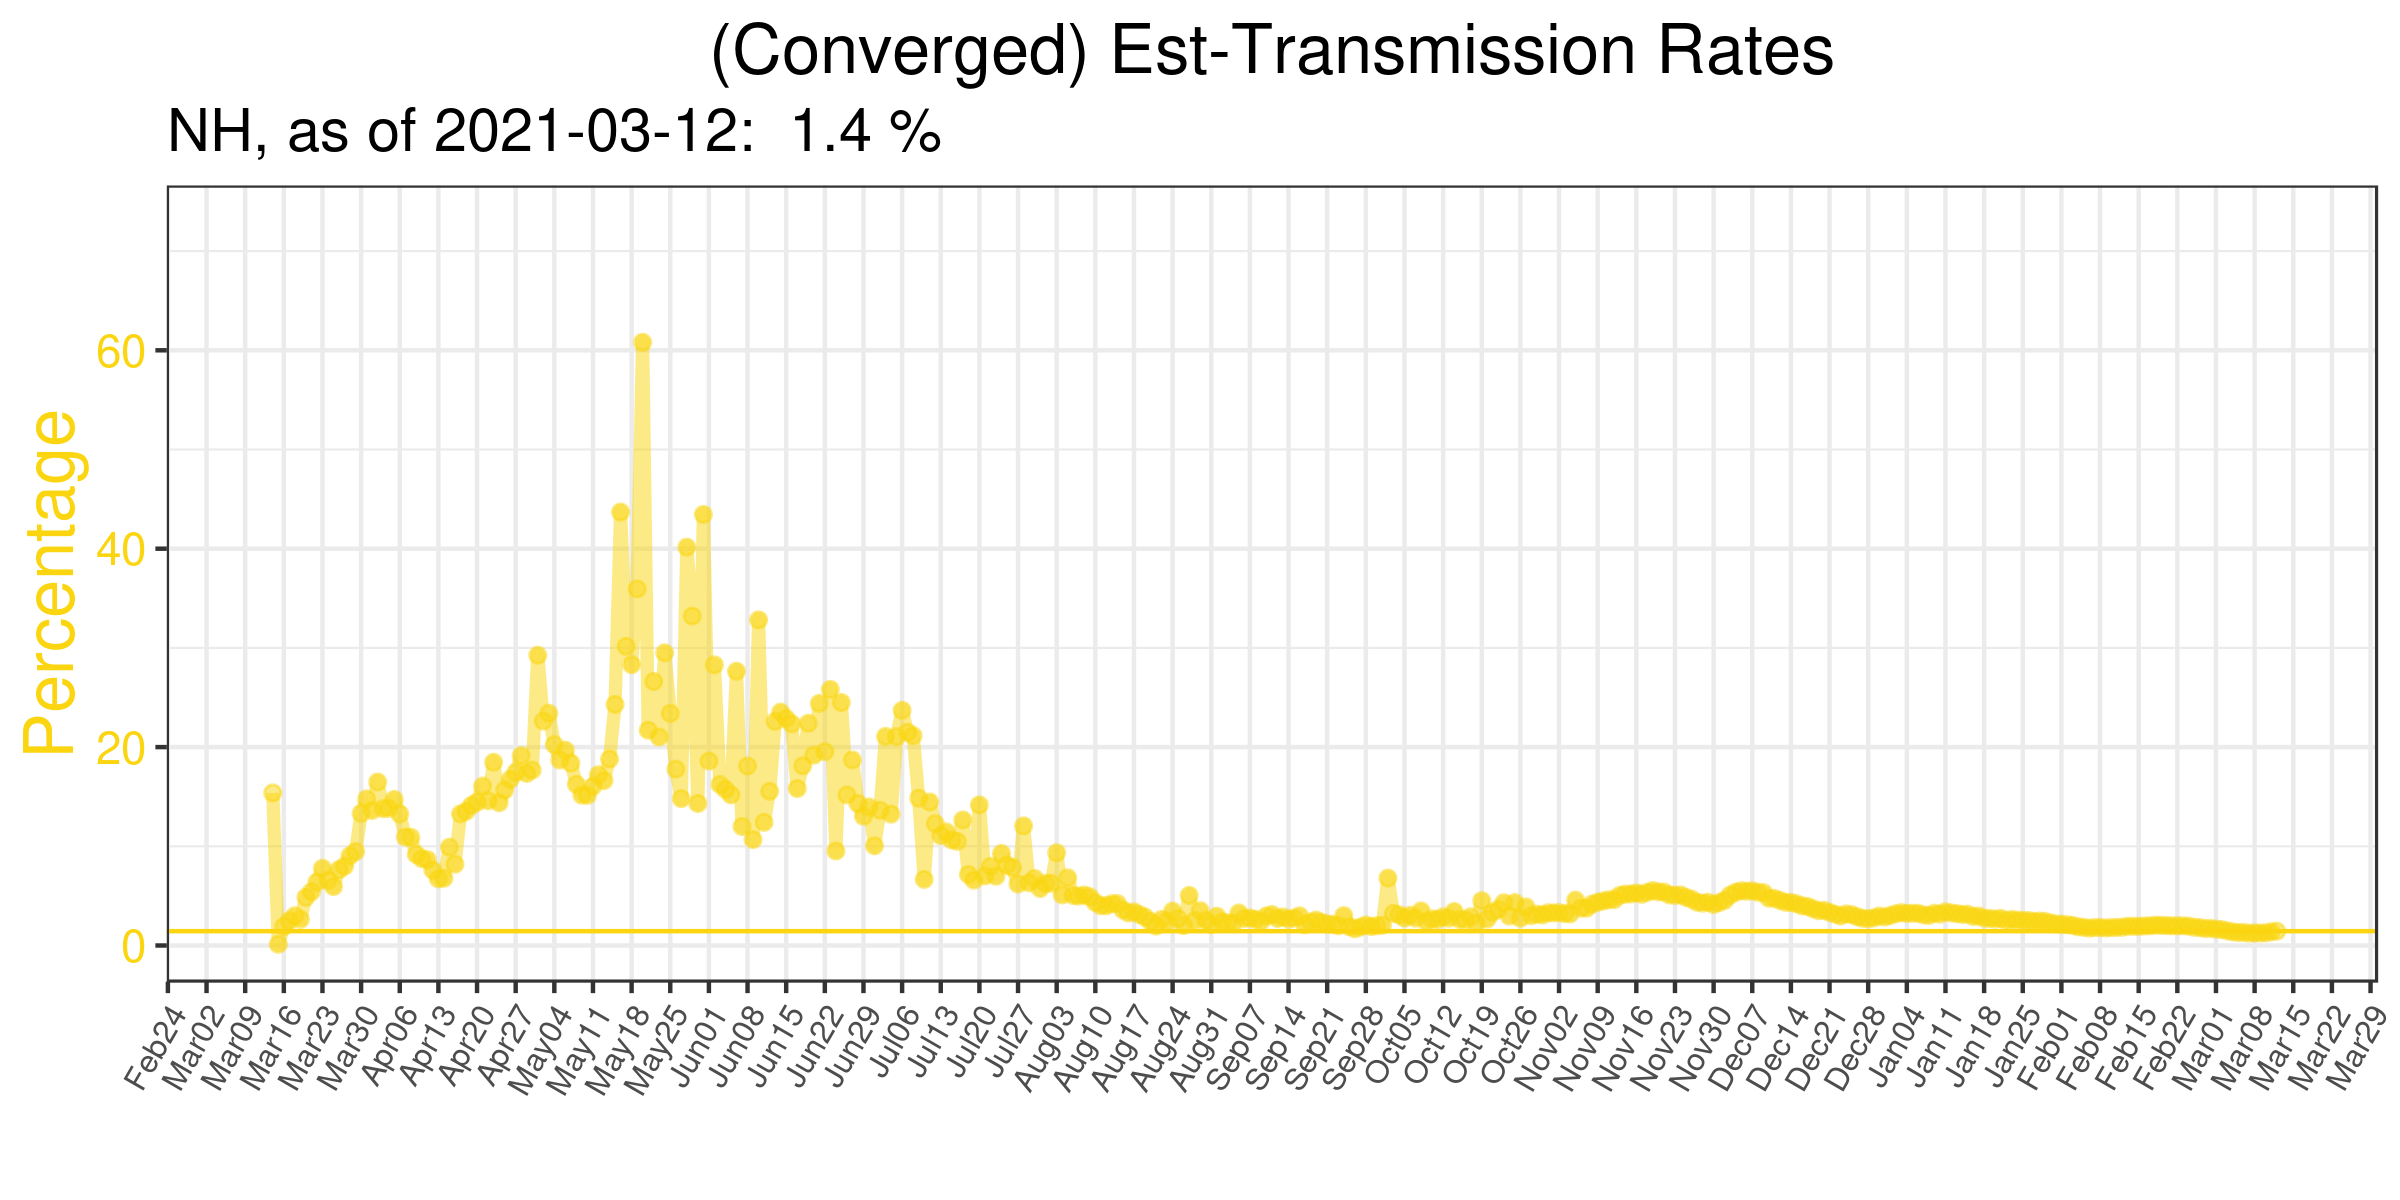 (Converged) Est-Transmission Rates
NH, as of 2021-03-12:  1.4 %
Percentage
60
40
20
0
Feb24
Mar02
Mar09
Mar16
Mar23
Mar30
Apr06
Apr13
Apr20
Apr27
May04
May11
May18
May25
Jun01
Jun08
Jun15
Jun22
Jun29
Jul06
Jul13
Jul20
Jul27
Aug03
Aug10
Aug17
Aug24
Aug31
Sep07
Sep14
Sep21
Sep28
Oct05
Oct12
Oct19
Oct26
Nov02
Nov09
Nov16
Nov23
Nov30
Dec07
Dec14
Dec21
Dec28
Jan04
Jan11
Jan18
Jan25
Feb01
Feb08
Feb15
Feb22
Mar01
Mar08
Mar15
Mar22
Mar29